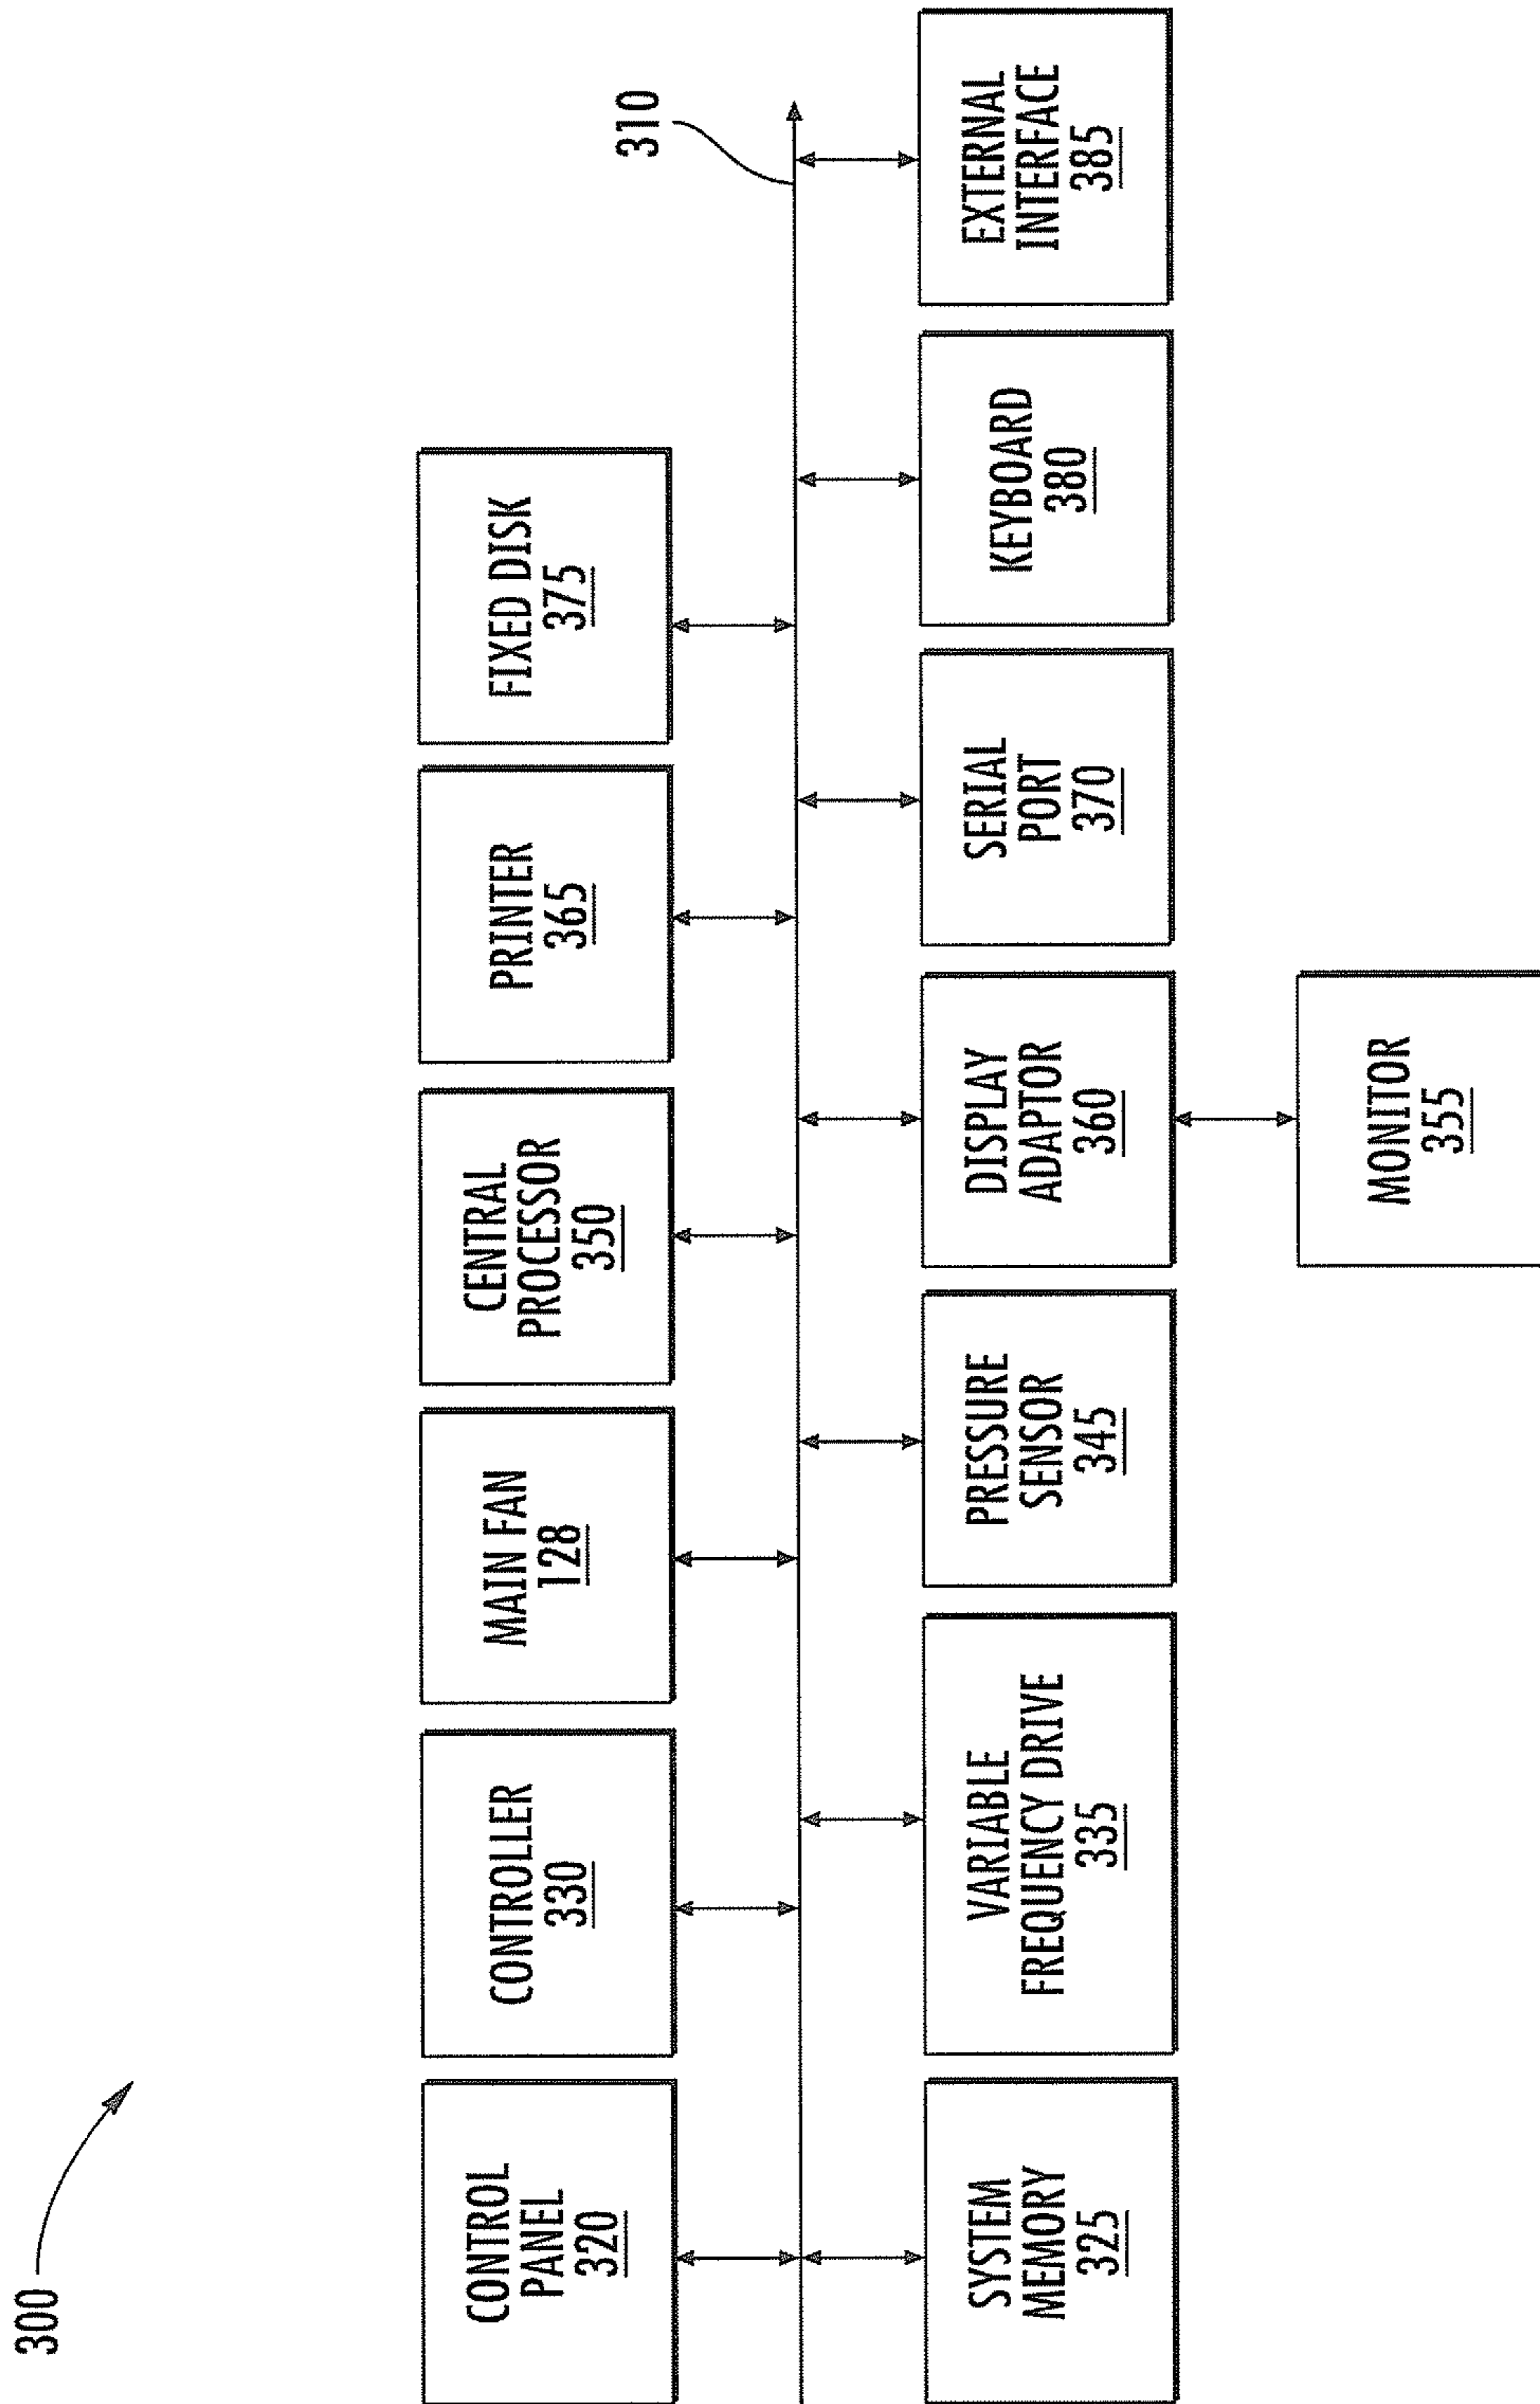 300
310
CONTROL
PANEL
320
CONTROLLER
330
MAIN FAN
128
CENTRAL
PROCESSOR
350
PRINTER
365
FIXED DISK
375
SYSTEM
MEMORY
325
VARIABLE
FREQUENCY DRIVE
335
PRESSURE
SENSOR
345
DISPLAY
ADAPTOR
360
SERIAL
PORT
370
KEYBOARD
380
EXTERNAL
INTERFACE
385
MONITOR
355